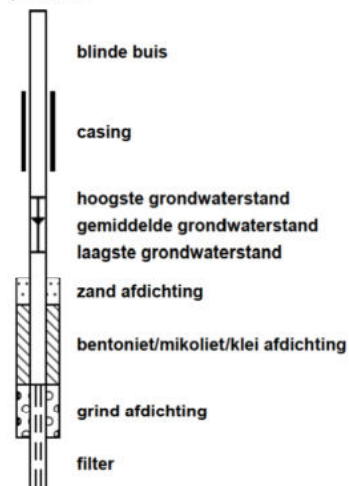 blinde buis
casing
hoogste grondwaterstand
gemiddelde grondwaterstand
laagste grondwaterstand
zand afdichting
bentoniet/mikoliet/klei afdichting
grind afdichting
filter